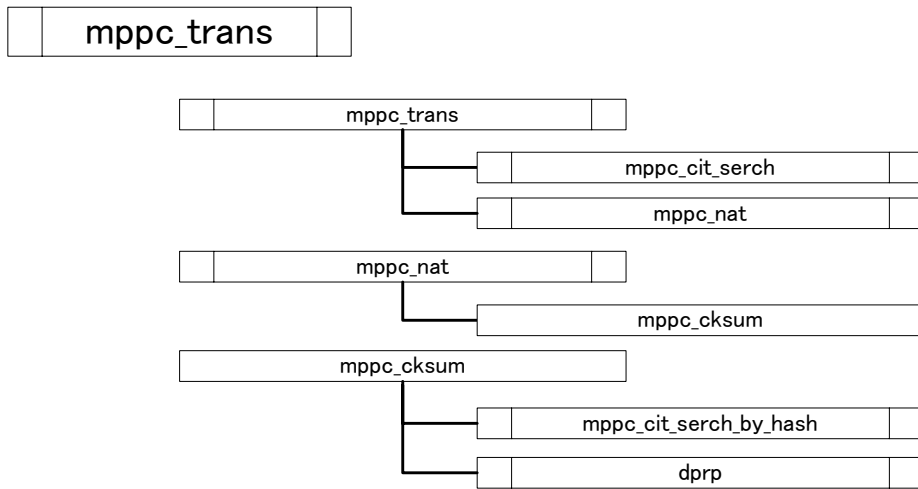 mppc_trans
mppc_trans
mppc_cit_serch
mppc_nat
mppc_nat
mppc_cksum
mppc_cksum
mppc_cit_serch_by_hash
dprp